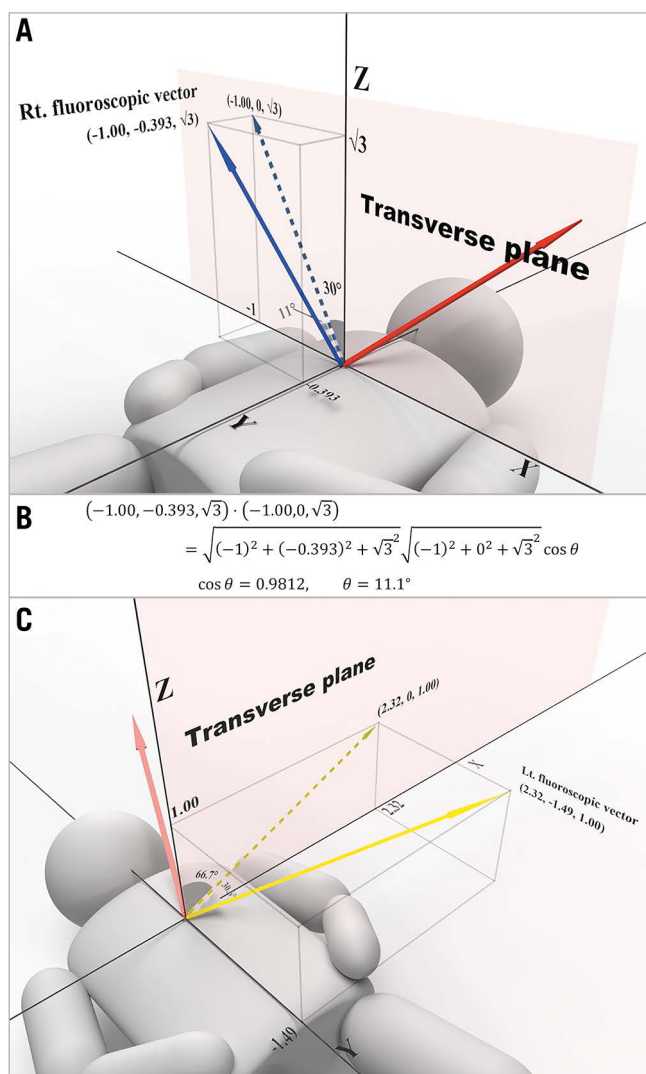 A
Z
Rt. fluoroscopic vector
(-1.00, 0, √3)
(-1.00, -0.393, √3)
√3
Transverse plane
30°
11°
-1
-0.393
Y
X
B
(−1.00, −0.393, √3) · (−1.00,0, √3)
= √(−1)² + (−0.393)² + √3² √(−1)² + 0² + √3² cos θ
cos θ = 0.9812, θ = 11.1°
C
Z
Transverse plane
(2.32, 0, 1.00)
X
Lt. fluoroscopic vector
(2.32, -1.49, 1.00)
1.00
2.32
66.7°
-1.49
Y